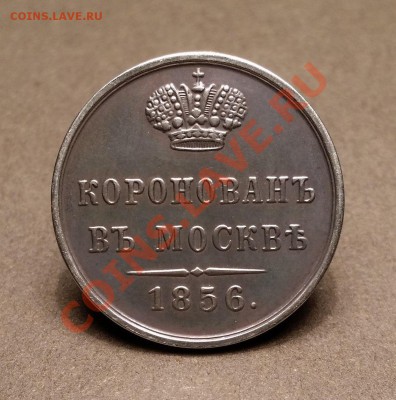 COINS.LAVE.RU
КОРОНОВАНЪ
ВЪ МОСКВѢ
1856.
COINS.LAVE.RU